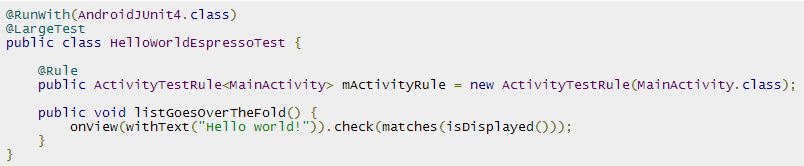 @RunWith(AndroidJUnit4.class)
@LargeTest
public class HelloWorldEspressoTest {
@Rule
public ActivityTestRule<MainActivity> mActivityRule = new ActivityTestRule(MainActivity.class);
public void listGoesOverTheFold() {
onView(withText("Hello world!")).check(matches(isDisplayed()));
}
}